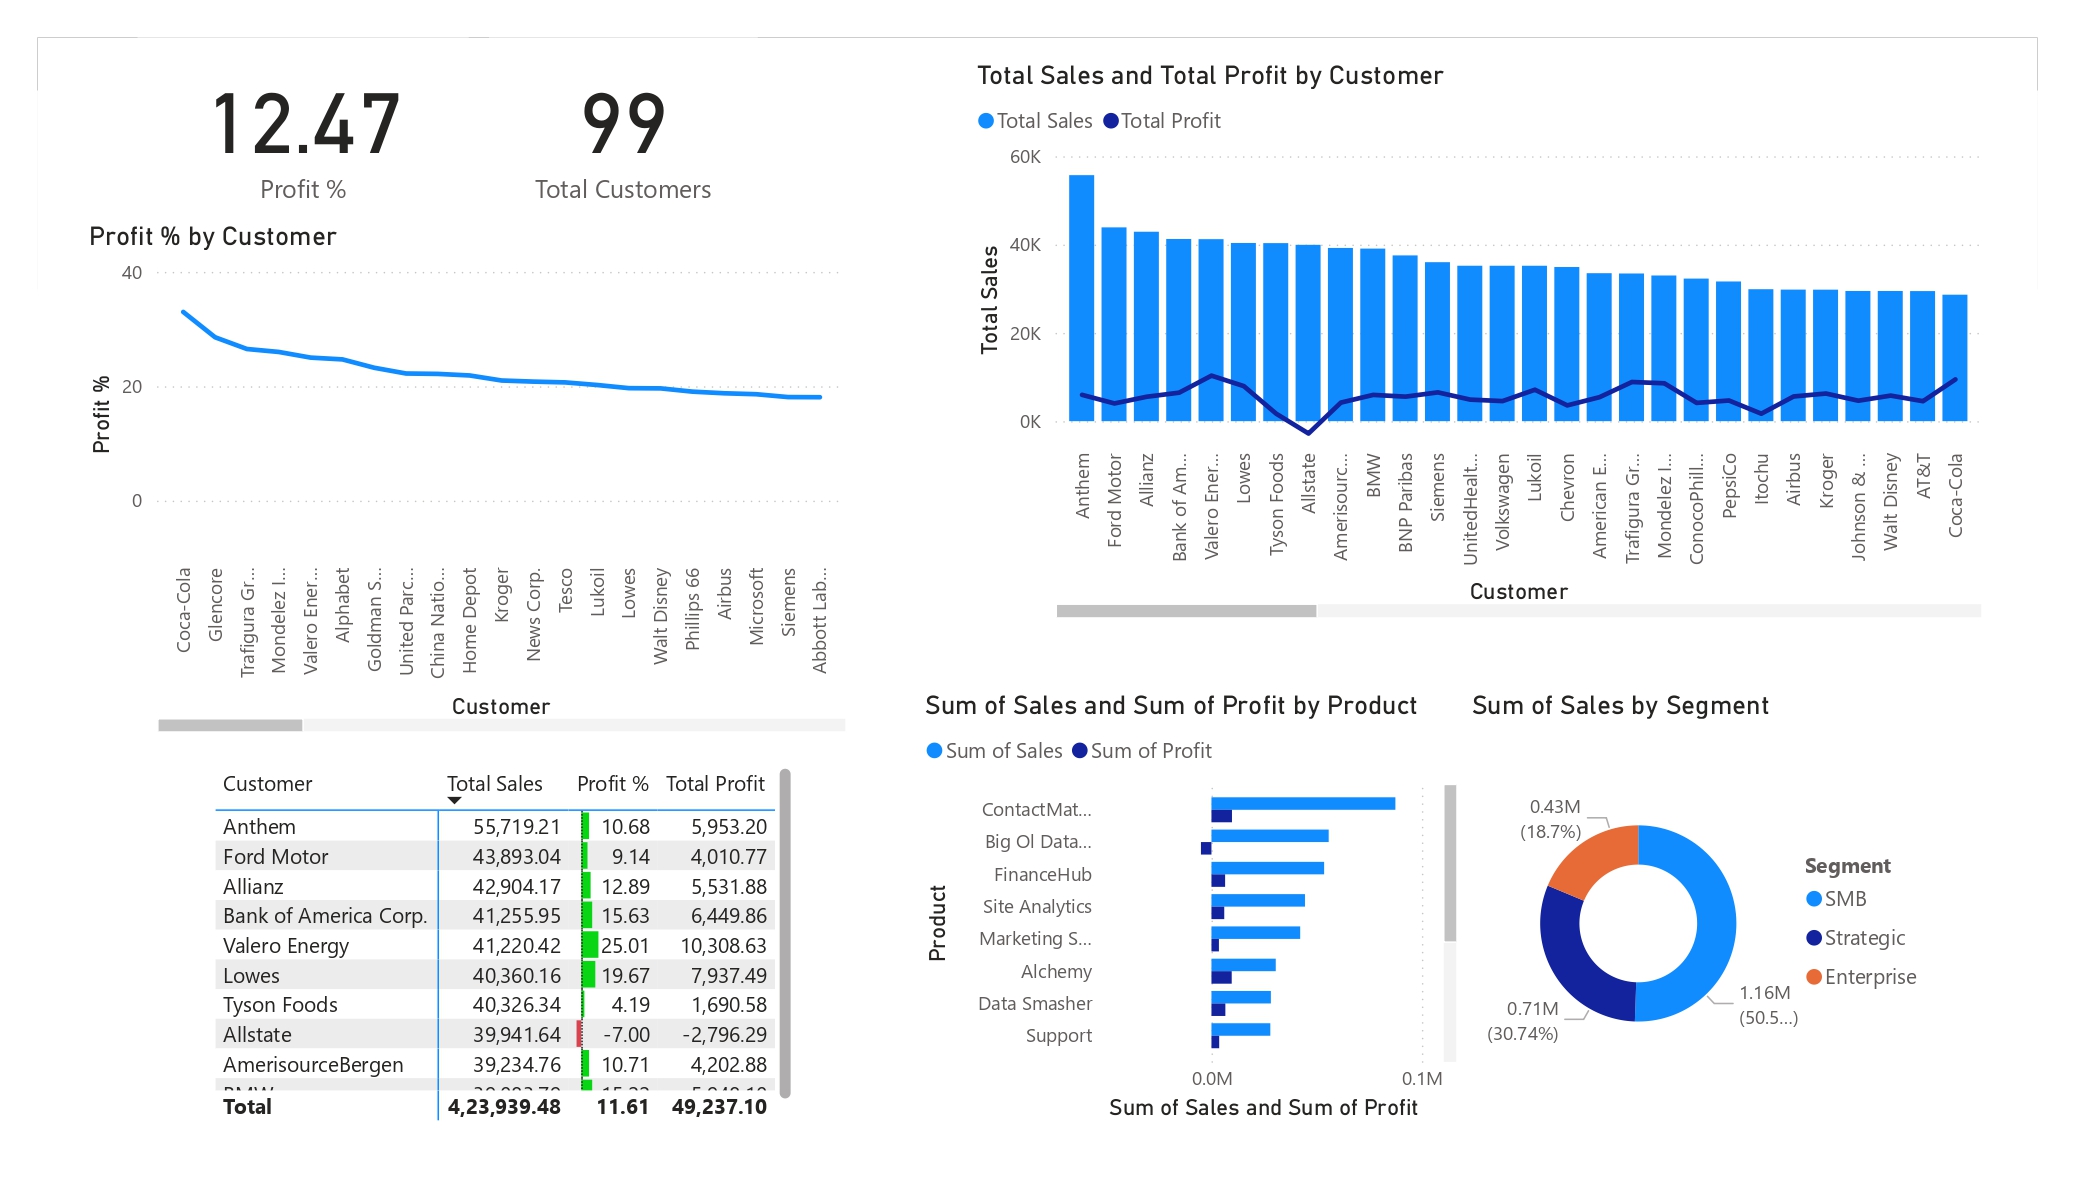 12.47
Profit %
99
Total Customers
Profit % by Customer
40
20
0
Profit %
Coca-Cola
Glencore
Trafigura Gr...
Mondelez I...
Valero Ener...
Alphabet
Goldman S...
United Parc...
China Natio...
Home Depot
Kroger
News Corp.
Tesco
Lukoil
Lowes
Walt Disney
Phillips 66
Airbus
Microsoft
Siemens
Abbott Lab...
Customer
Customer Total Sales Profit % Total Profit
Anthem 55,719.21 10.68 5,953.20
Ford Motor 43,893.04 9.14 4,010.77
Allianz 42,904.17 12.89 5,531.88
Bank of America Corp. 41,255.95 15.63 6,449.86
Valero Energy 41,220.42 25.01 10,308.63
Lowes 40,360.16 19.67 7,937.49
Tyson Foods 40,326.34 4.19 1,690.58
Allstate 39,941.64 -7.00 -2,796.29
AmerisourceBergen 39,234.76 10.71 4,202.88
BMW
Total 4,23,939.48 11.61 49,237.10
Total Sales and Total Profit by Customer
Total Sales Total Profit
60K
40K
20K
0K
Total Sales
Anthem
Ford Motor
Allianz
Bank of Am...
Valero Ener...
Lowes
Tyson Foods
Allstate
Amerisourc...
BMW
BNP Paribas
Siemens
UnitedHealt...
Volkswagen
Lukoil
Chevron
American E...
Trafigura Gr...
Mondelez I...
ConocoPhill...
PepsiCo
Itochu
Airbus
Kroger
Johnson & ...
Walt Disney
AT&T
Coca-Cola
Customer
Sum of Sales and Sum of Profit by Product
Sum of Sales Sum of Profit
Product
ContactMat...
Big Ol Data...
FinanceHub
Site Analytics
Marketing S...
Alchemy
Data Smasher
Support
0.0M 0.1M
Sum of Sales and Sum of Profit
Sum of Sales by Segment
0.43M
(18.7%)
0.71M
(30.74%)
1.16M
(50.5...)
Segment
SMB
Strategic
Enterprise